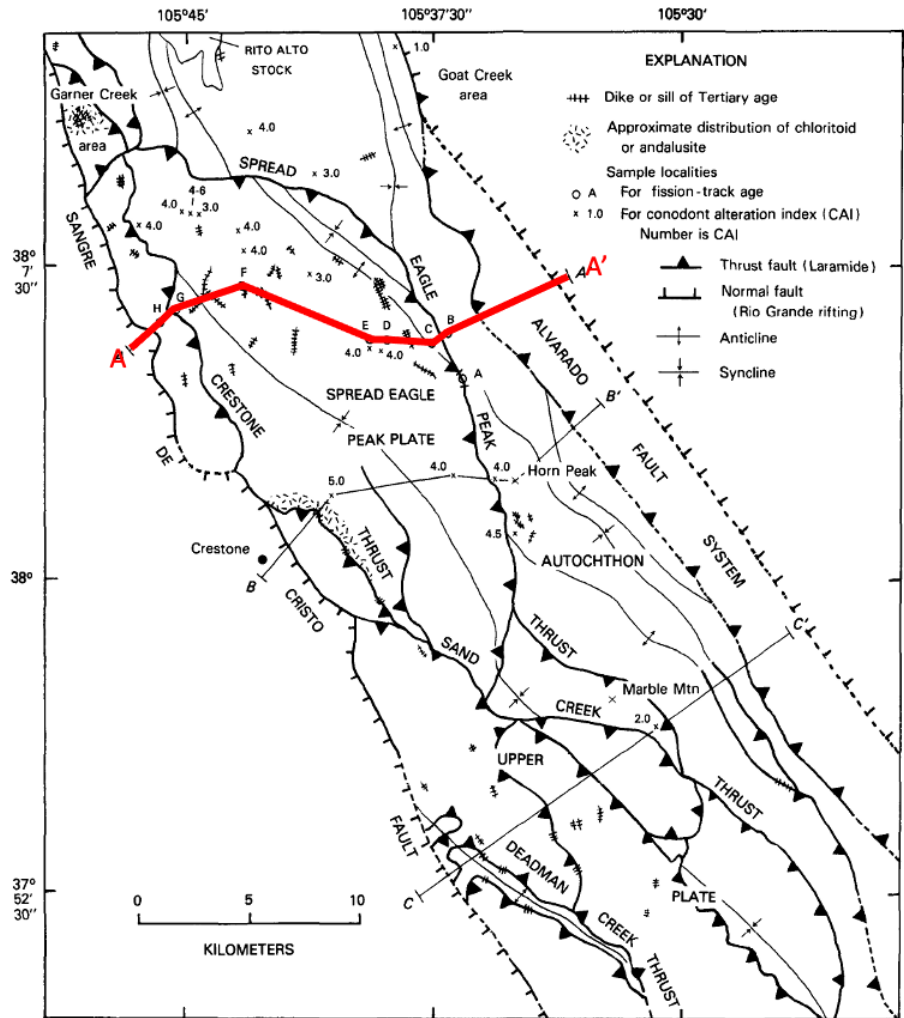 105° 45'
105° 37' 30"
105° 30'
RITO ALTO
STOCK
1.0
Goat Creek
area
EXPLANATION
Dike or sill of Tertiary age
Approximate distribution of chloritoid
or andalusite
Sample localities
A
For fission-track age
x 1.0
For conodont alteration index (CAI)
Number is CAI
Thrust fault (Laramide)
Normal fault
(Rio Grande rifting)
Anticline
Syncline
Garner Creek
area
4.0
SPREAD
3.0
4-6
3.0
4.0
4.0
4.0
3.0
SANGRE
EAGLE
38°
7'
30"
A'
A'
F
G
H
E
D
C
B
A
4.0
4.0
A
ALVARADO
CRESTONE
SPREAD EAGLE
PEAK PLATE
PEAK
B'
FAULT
DE
4.0
4.0
Horn Peak
5.0
4.5
SYSTEM
Crestone
THRUST
AUTOCHTHON
38°
B
CRISTO
C'
SAND
THRUST
Marble Mtn
CREEK
2.0
UPPER
THRUST
FAULT
DEADMAN
37°
52'
30"
C
PLATE
CREEK
0
5
10
KILOMETERS
THRUST